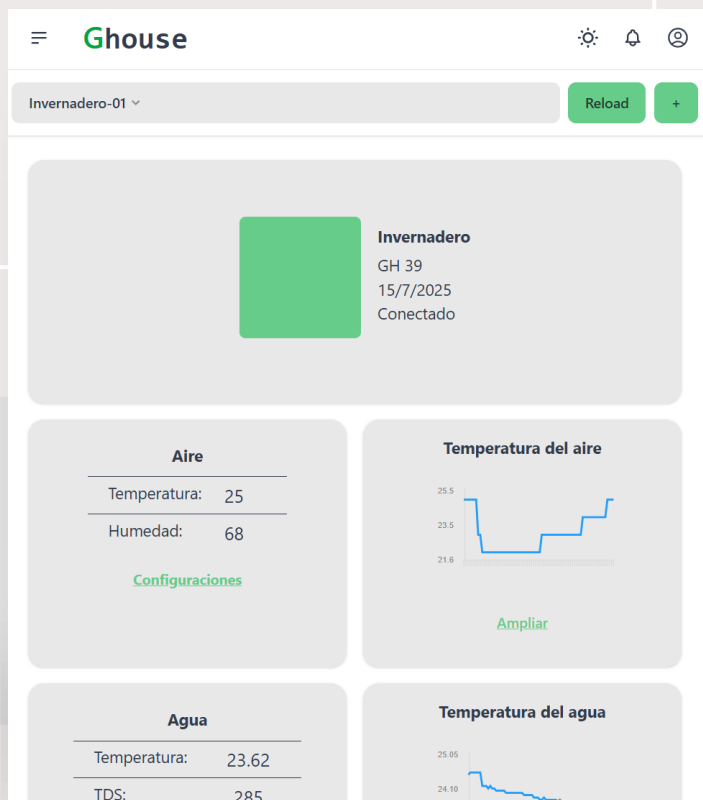 Ghouse
Invernadero-01
Reload
+
Invernadero
GH 39
15/7/2025
Conectado
Aire
Temperatura: 25
Humedad: 68
Configuraciones
Temperatura del aire
25.5
23.5
21.6
Ampliar
Agua
Temperatura: 23.62
TDS: 285
Temperatura del agua
25.05
24.10